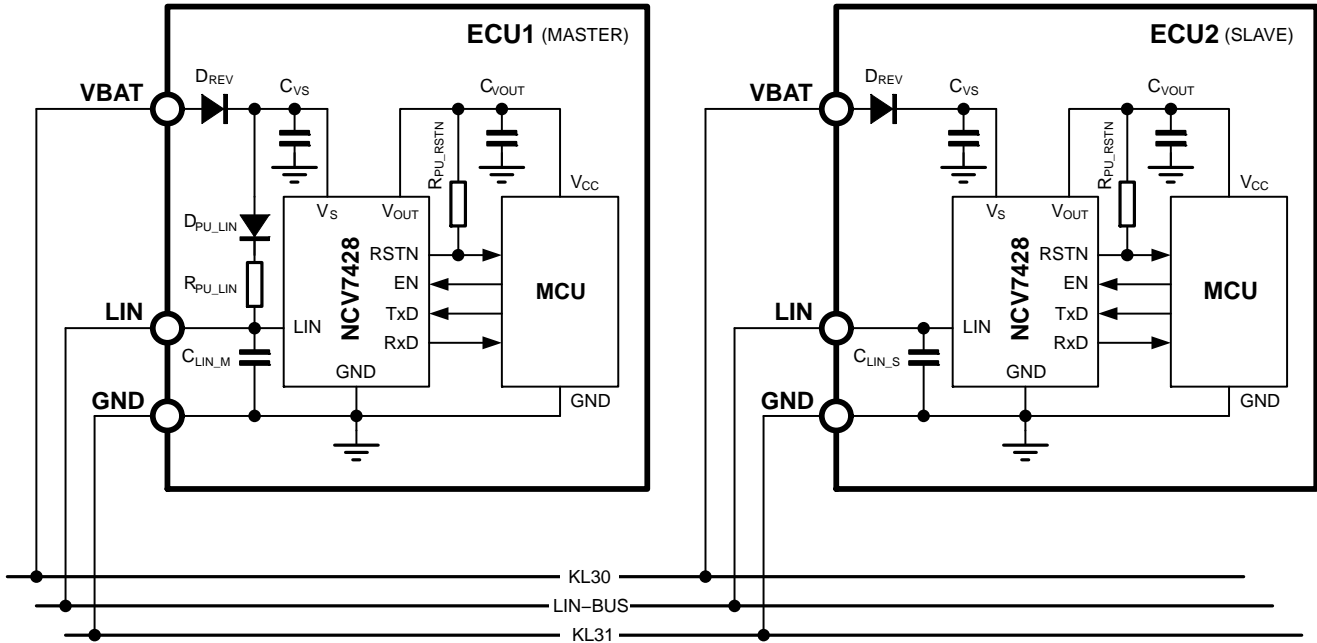 ECU1 (MASTER)
VBAT
DREV
CVS
CVOUT
RPU_RSTN
VCC
VS
VOUT
DPU_LIN
RPU_LIN
NCV7428
RSTN
EN
TxD
RxD
MCU
LIN
LIN
CLIN_M
GND
GND
GND
ECU2 (SLAVE)
VBAT
DREV
CVS
CVOUT
RPU_RSTN
VCC
VS
VOUT
NCV7428
RSTN
EN
TxD
RxD
MCU
LIN
LIN
CLIN_S
GND
GND
GND
KL30
LIN−BUS
KL31